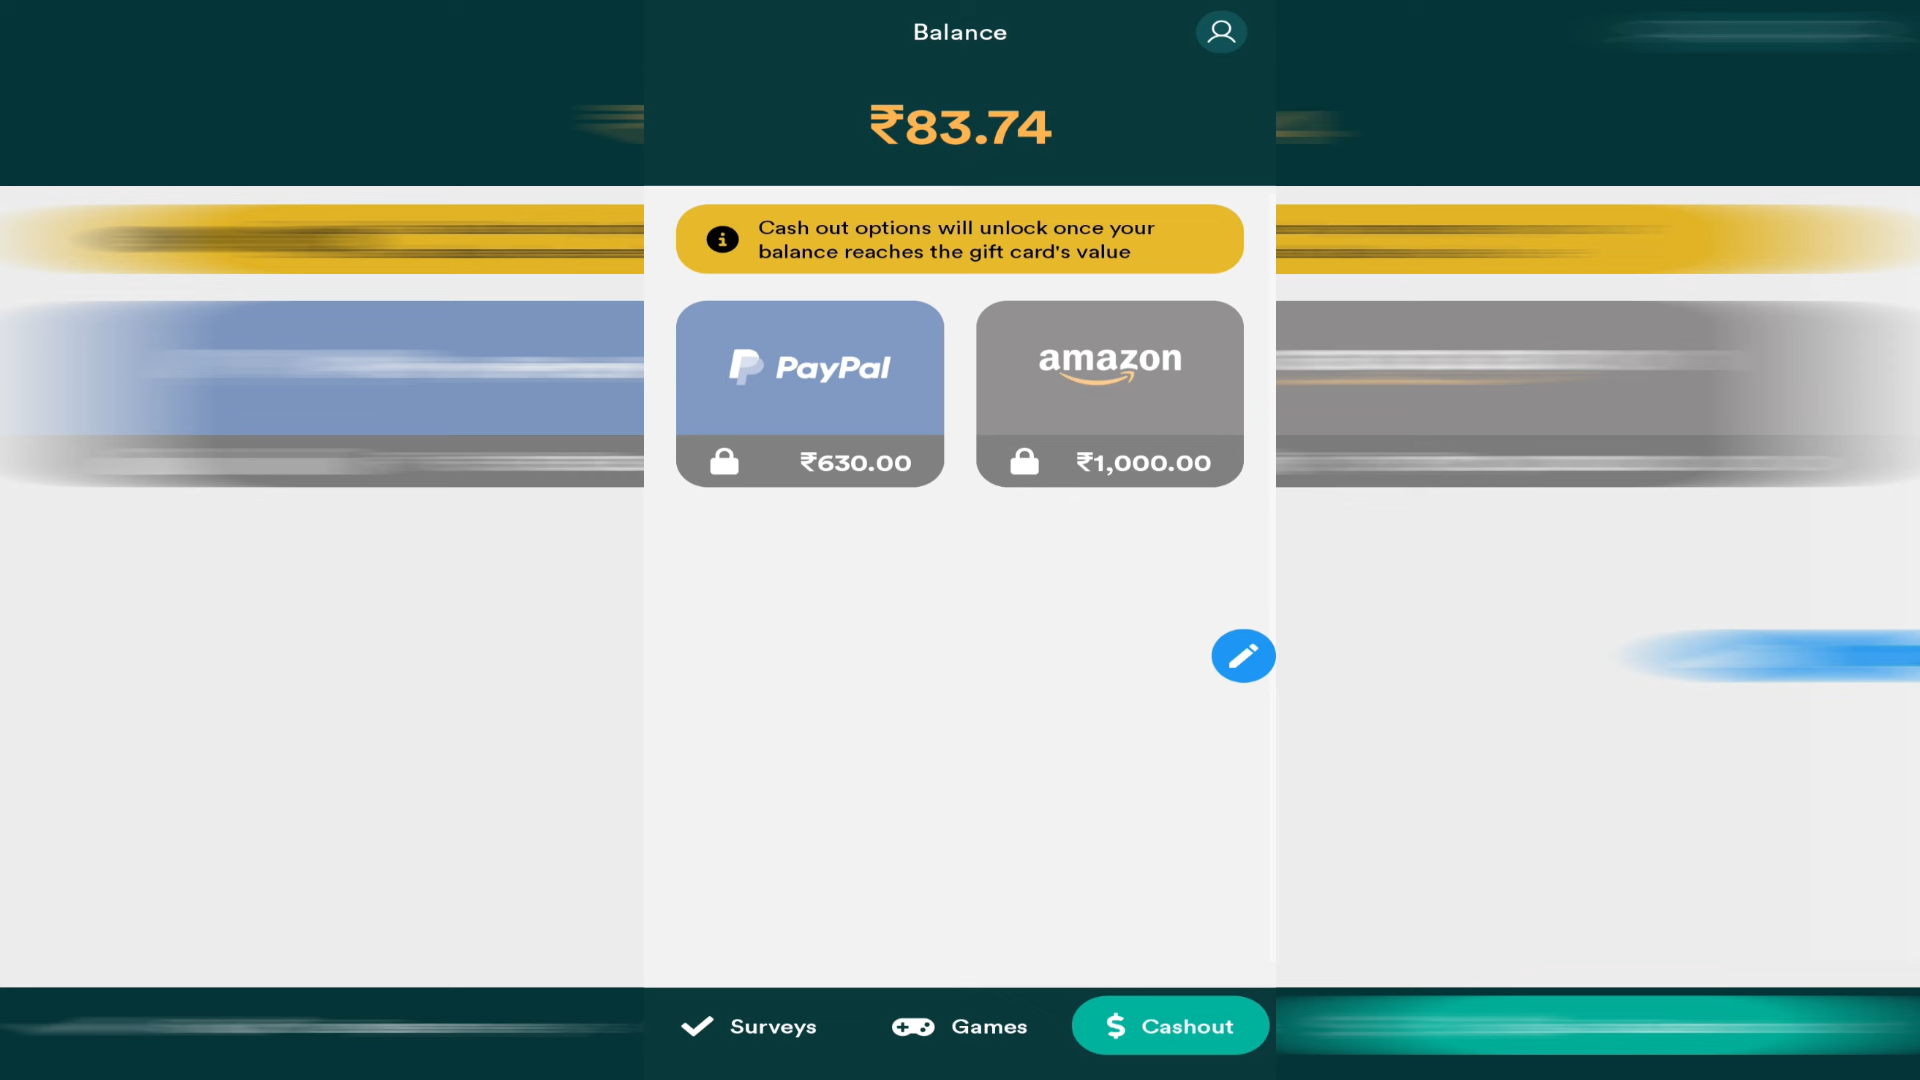 Balance
₹83.74
Cash out options will unlock once your
balance reaches the gift card's value
PayPal
amazon
₹630.00
₹1,000.00
Surveys
Games
$ Cashout